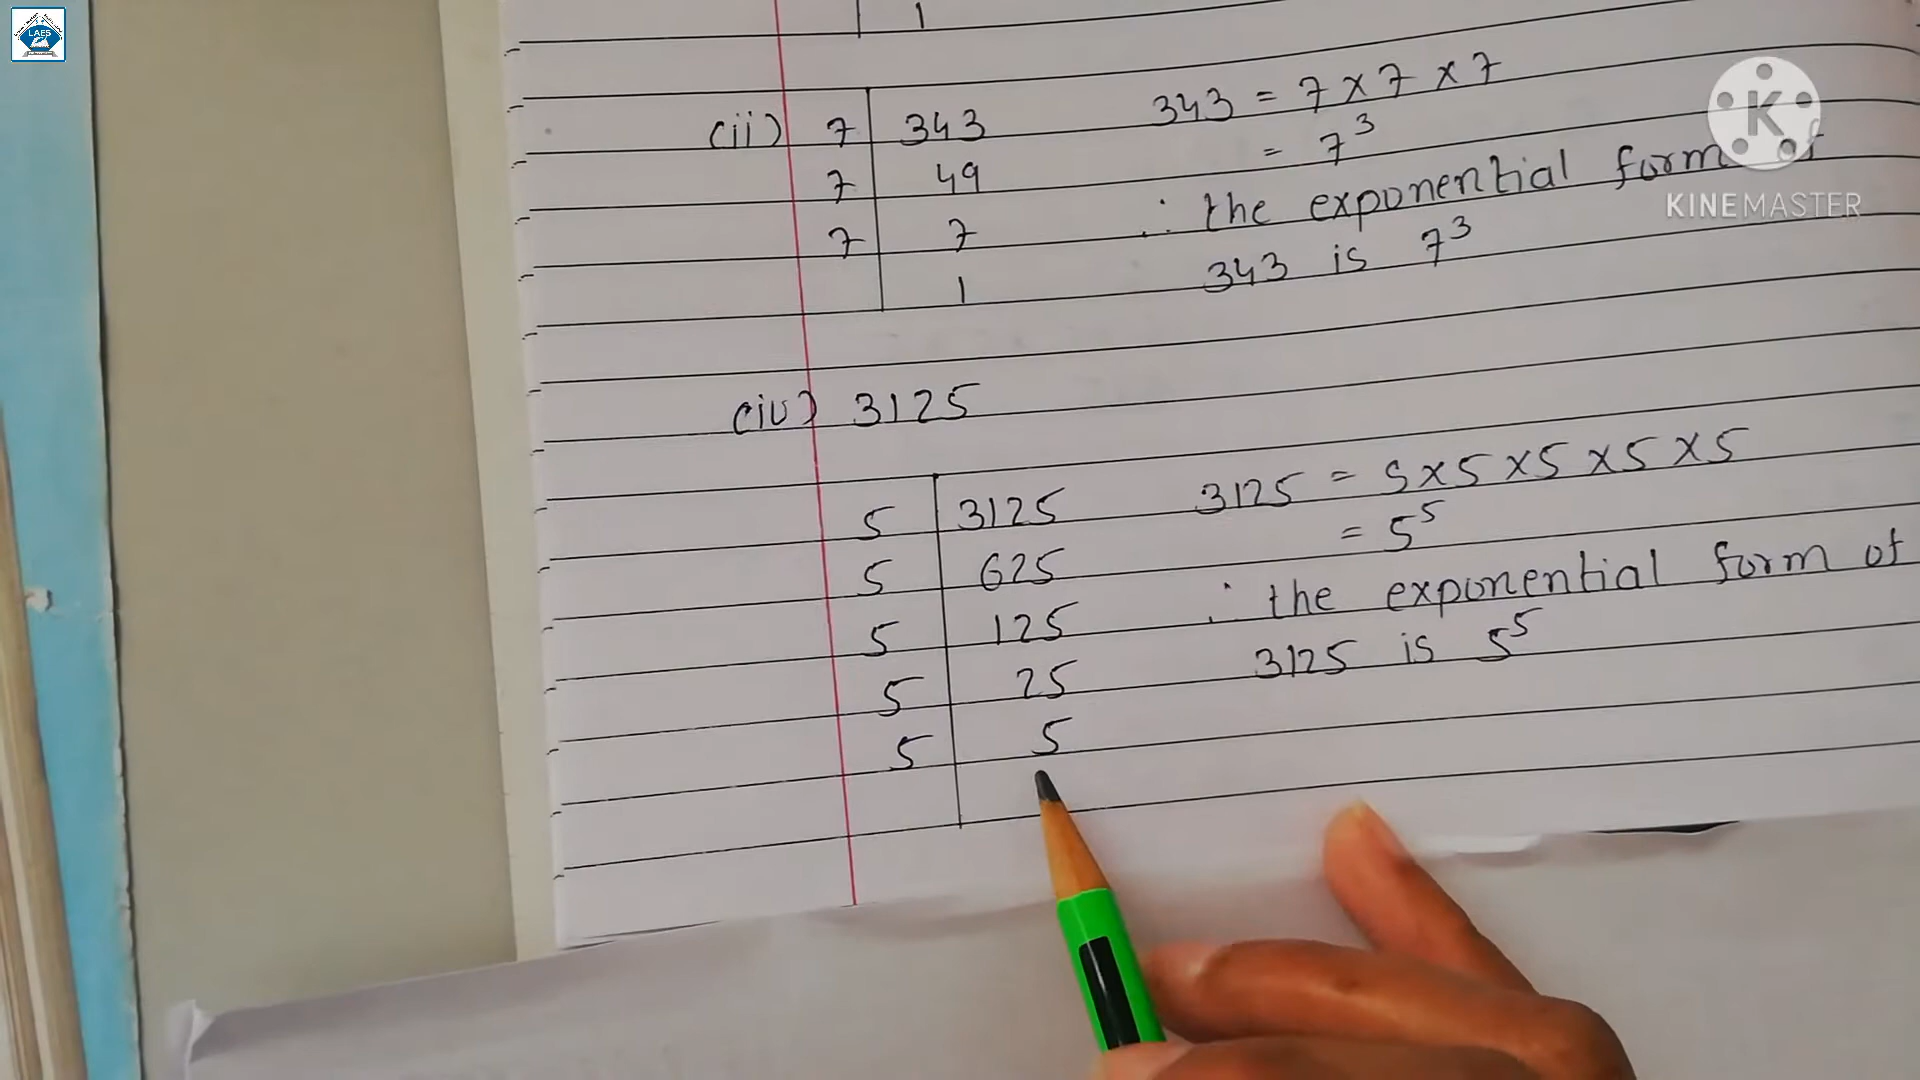 LAES
1
(ii) 7 | 343    343 = 7 × 7 × 7
7 | 49    = 7³
7 | 7    ∴ the exponential form of
1    343 is 7³
KINEMASTER
(iv) 3125
5 | 3125    3125 = 5 × 5 × 5 × 5 × 5
5 | 625    = 5⁵
5 | 125    ∴ the exponential form of
5 | 25    3125 is 5⁵
5 | 5